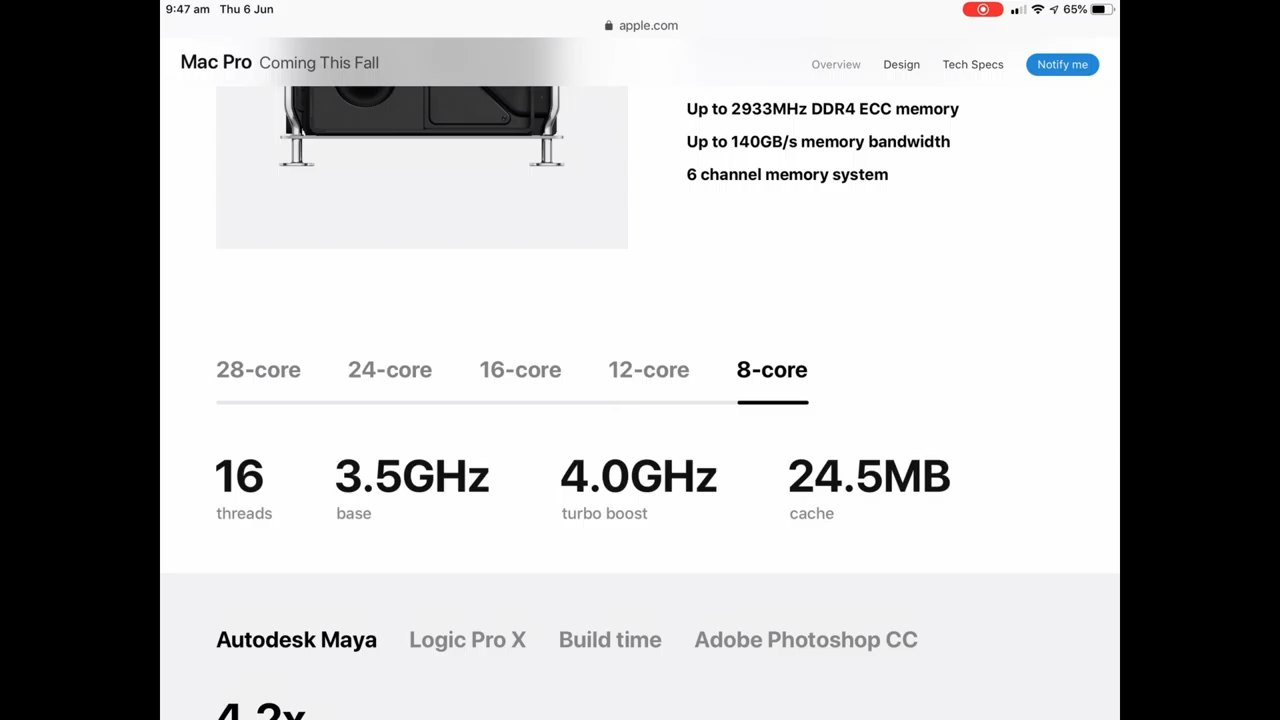 9:47 am Thu 6 Jun 65%
apple.com
Mac Pro Coming This Fall Overview Design Tech Specs Notify me
Up to 2933MHz DDR4 ECC memory
Up to 140GB/s memory bandwidth
6 channel memory system
28-core 24-core 16-core 12-core 8-core
16 3.5GHz 4.0GHz 24.5MB
threads base turbo boost cache
Autodesk Maya Logic Pro X Build time Adobe Photoshop CC
4.2x